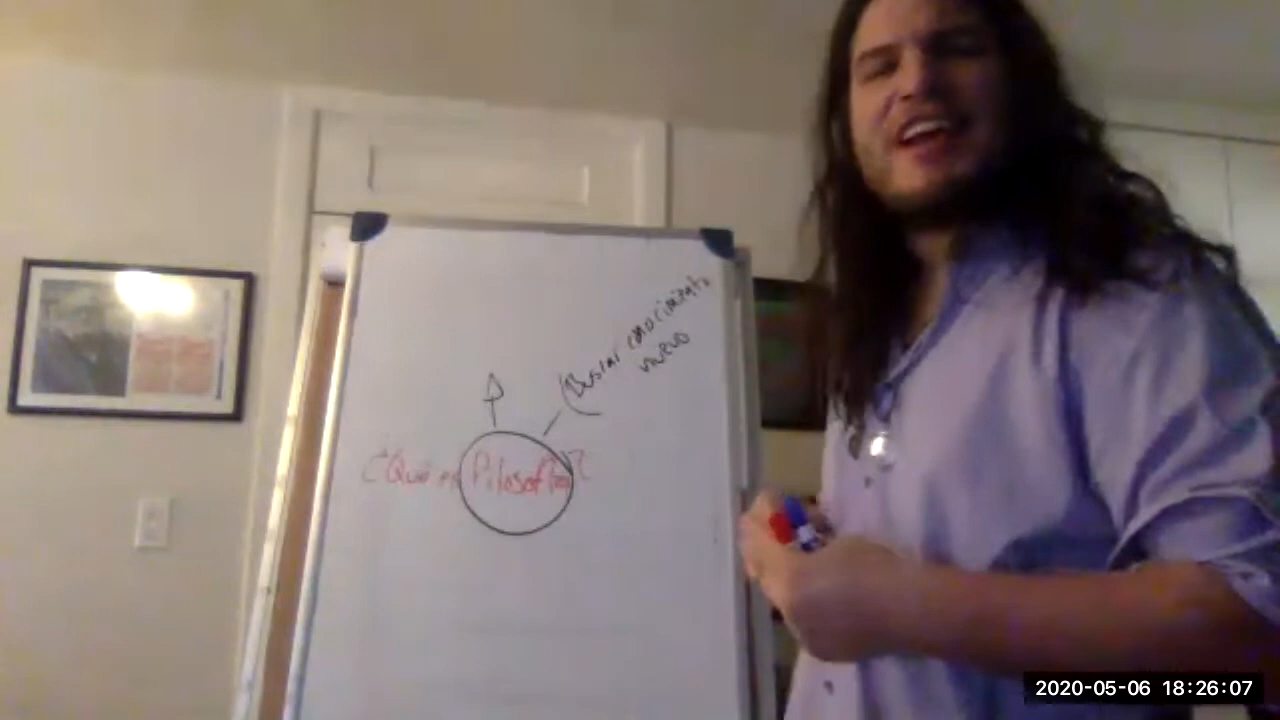 Buscar conocimiento
nuevo
¿Qué es Filosofía?
2020-05-06 18:26:07